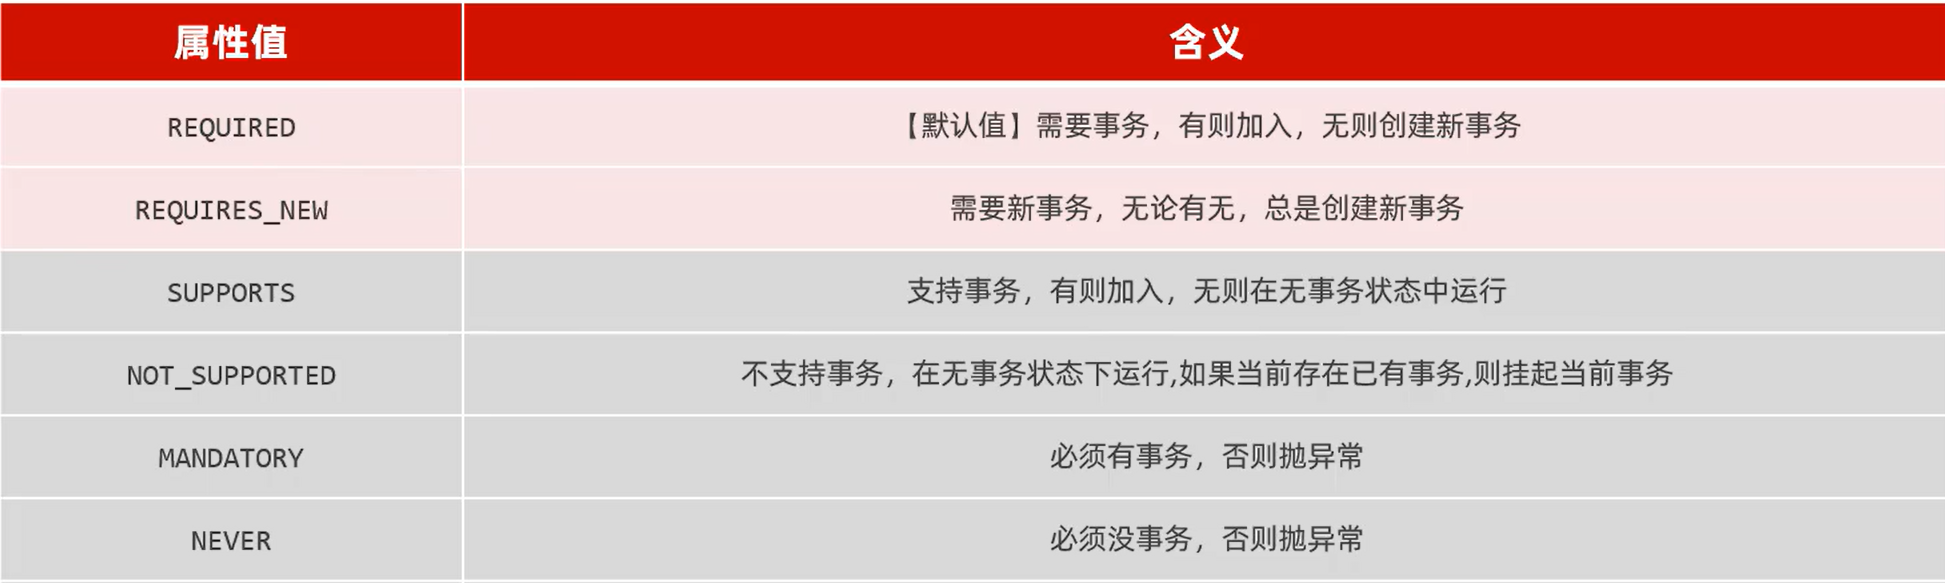 属性值 含义
REQUIRED 【默认值】需要事务，有则加入，无则创建新事务
REQUIRES_NEW 需要新事务，无论有无，总是创建新事务
SUPPORTS 支持事务，有则加入，无则在无事务状态中运行
NOT_SUPPORTED 不支持事务，在无事务状态下运行,如果当前存在已有事务,则挂起当前事务
MANDATORY 必须有事务，否则抛异常
NEVER 必须没事务，否则抛异常